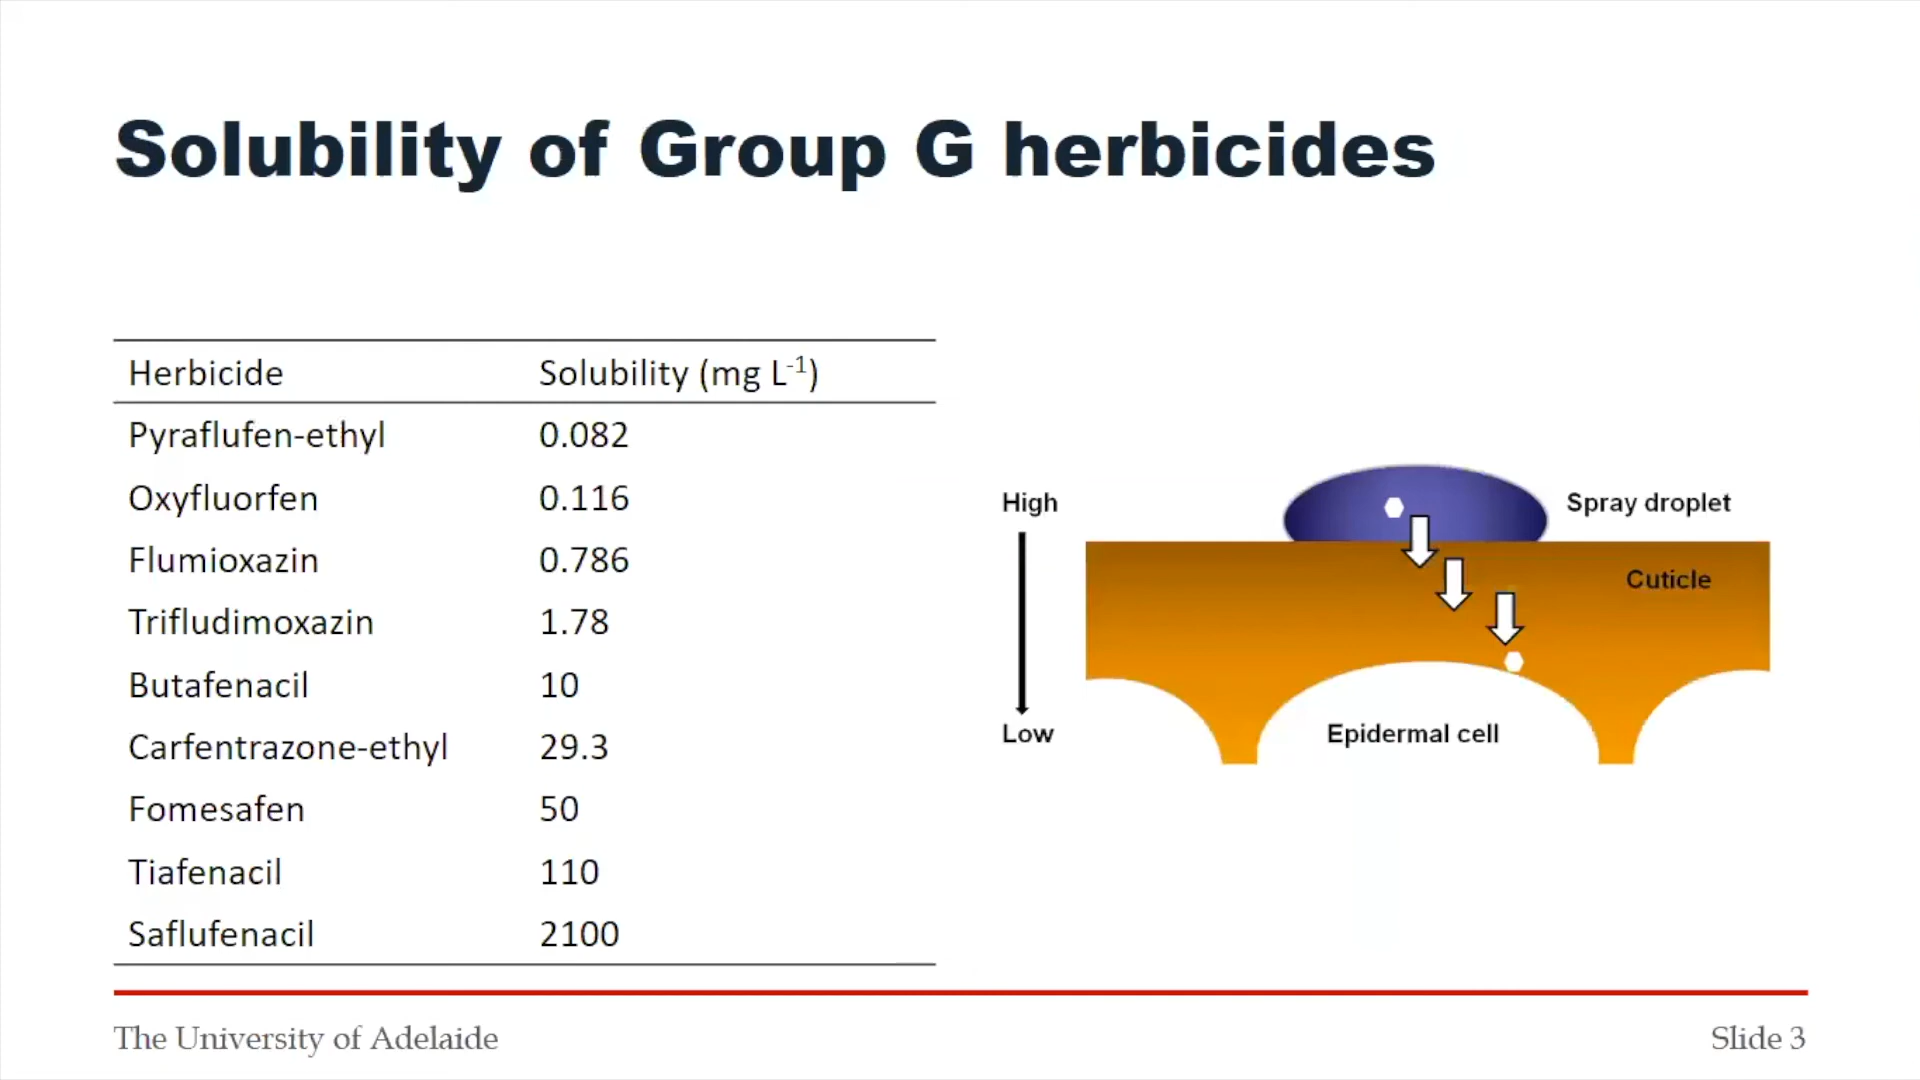 Solubility of Group G herbicides
Herbicide Solubility (mg L⁻¹)
Pyraflufen-ethyl 0.082
Oxyfluorfen 0.116
Flumioxazin 0.786
Trifludimoxazin 1.78
Butafenacil 10
Carfentrazone-ethyl 29.3
Fomesafen 50
Tiafenacil 110
Saflufenacil 2100
High
Spray droplet
Cuticle
Low
Epidermal cell
The University of Adelaide
Slide 3